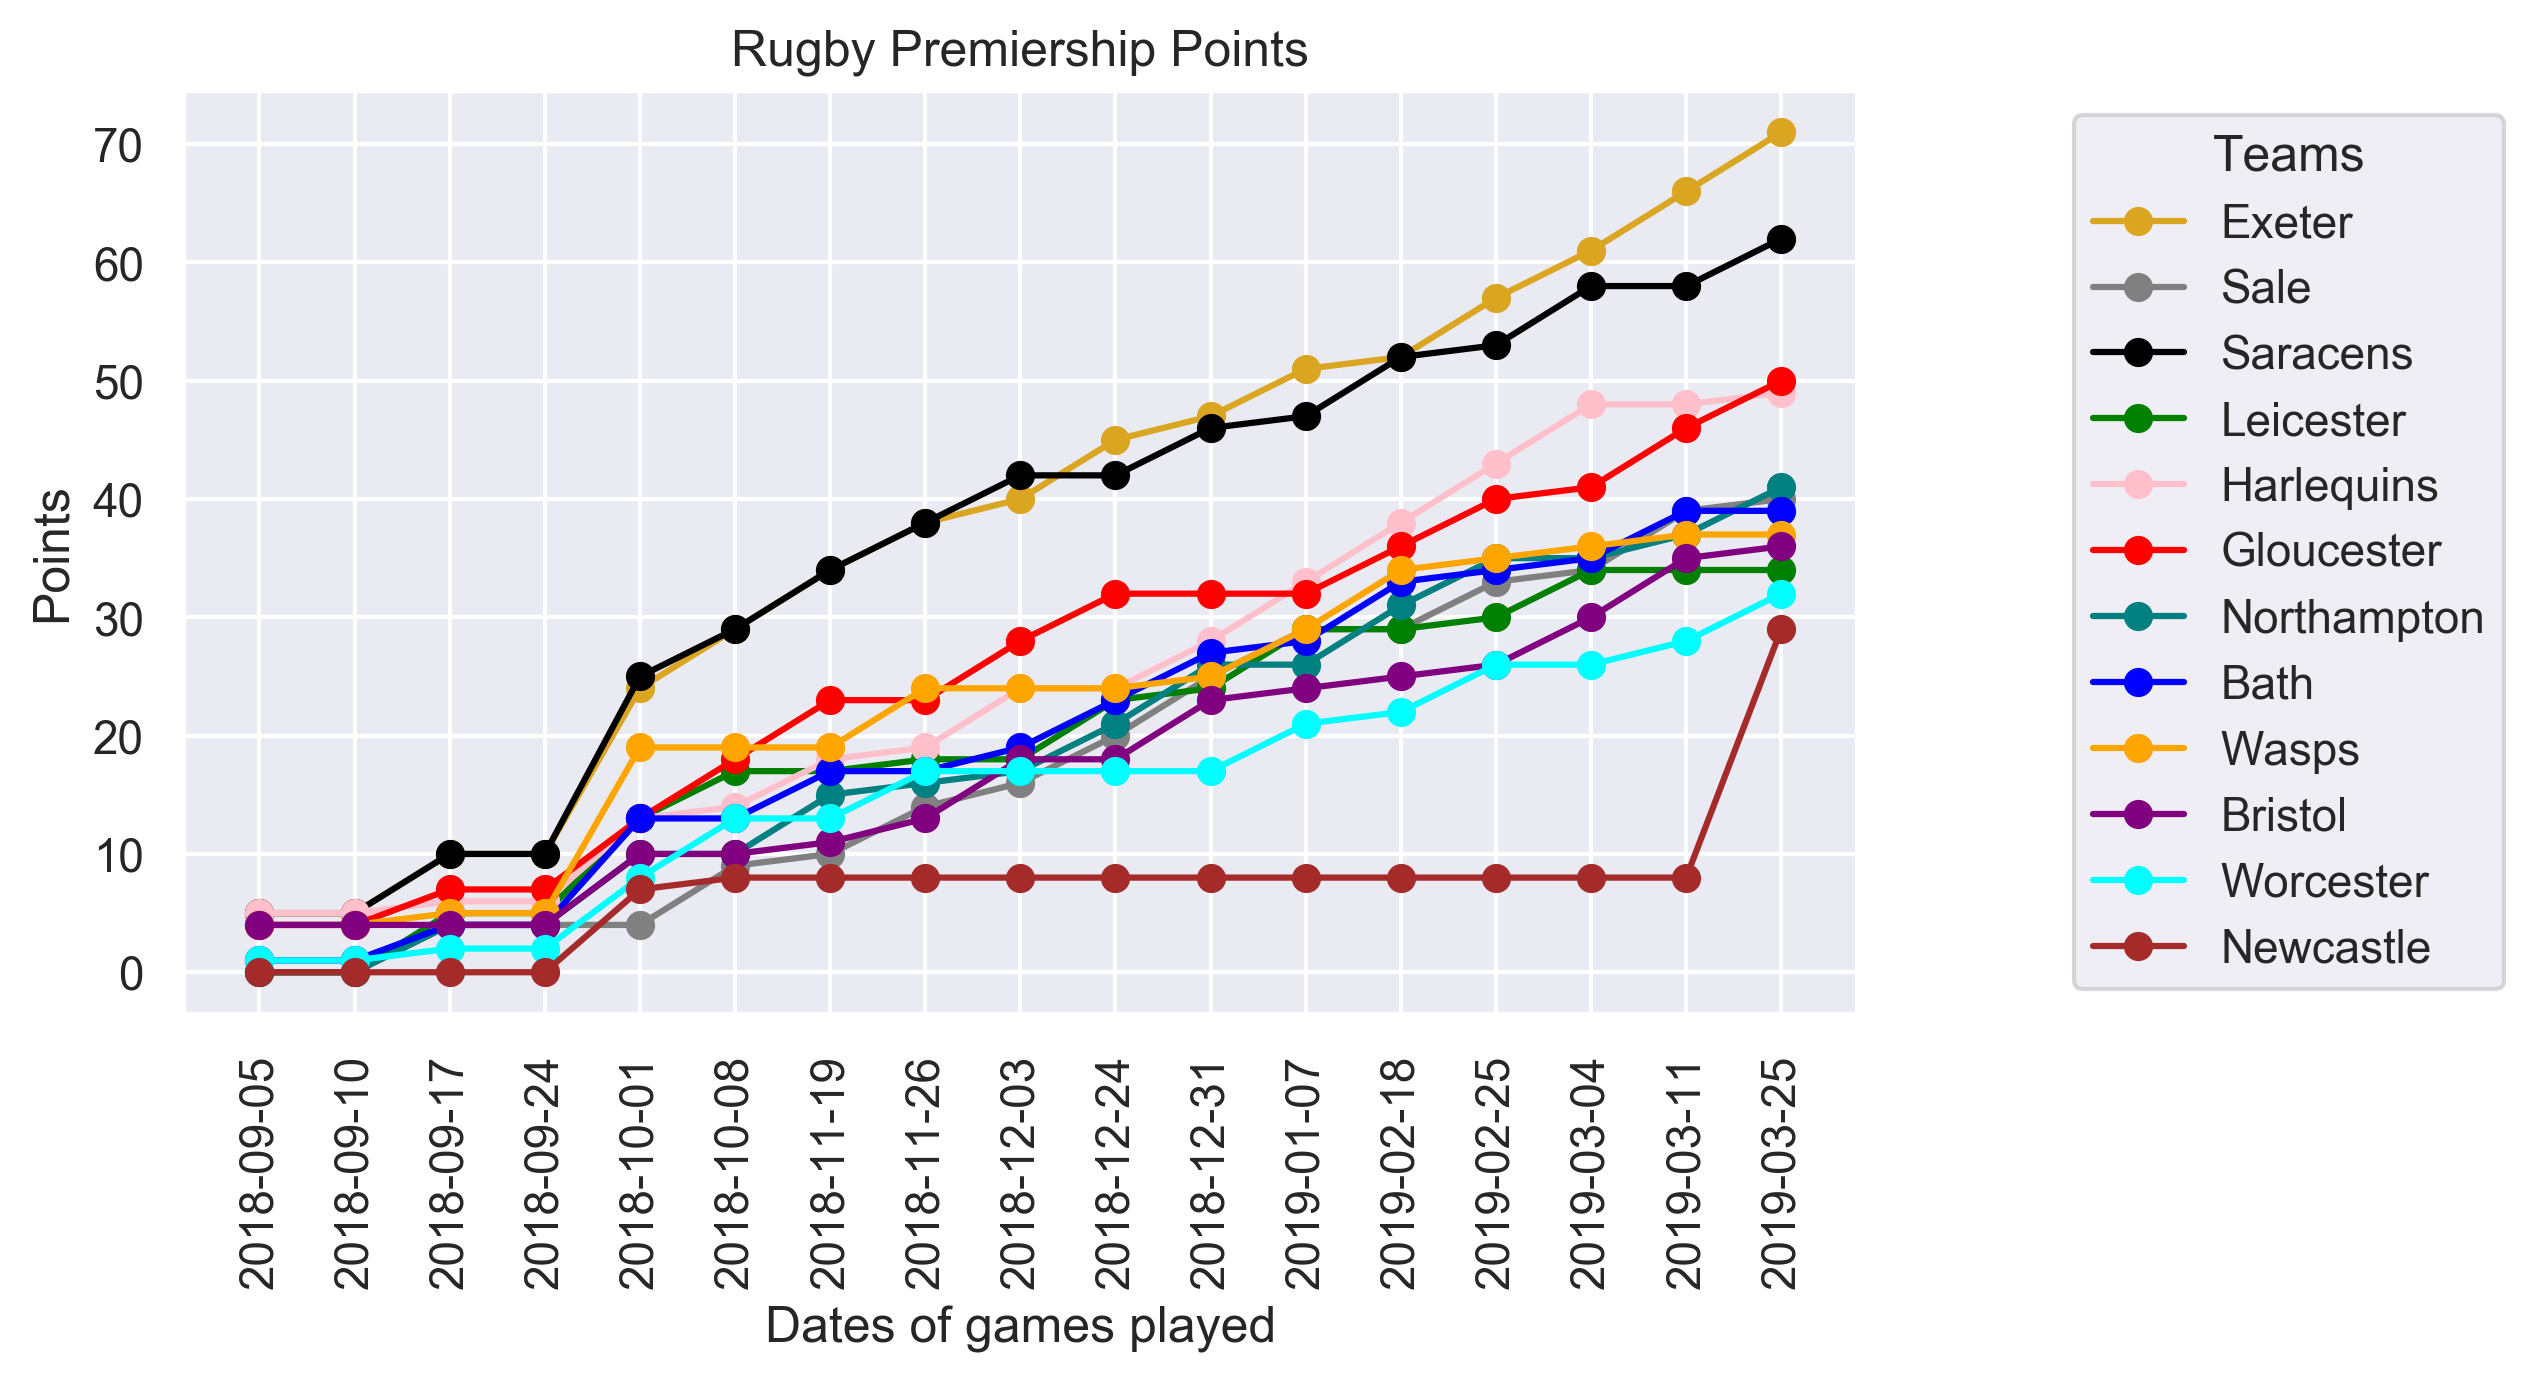 Rugby Premiership Points
Points
70
60
50
40
30
20
10
0
2018-09-05
2018-09-10
2018-09-17
2018-09-24
2018-10-01
2018-10-08
2018-11-19
2018-11-26
2018-12-03
2018-12-24
2018-12-31
2019-01-07
2019-02-18
2019-02-25
2019-03-04
2019-03-11
2019-03-25
Dates of games played
Teams
Exeter
Sale
Saracens
Leicester
Harlequins
Gloucester
Northampton
Bath
Wasps
Bristol
Worcester
Newcastle